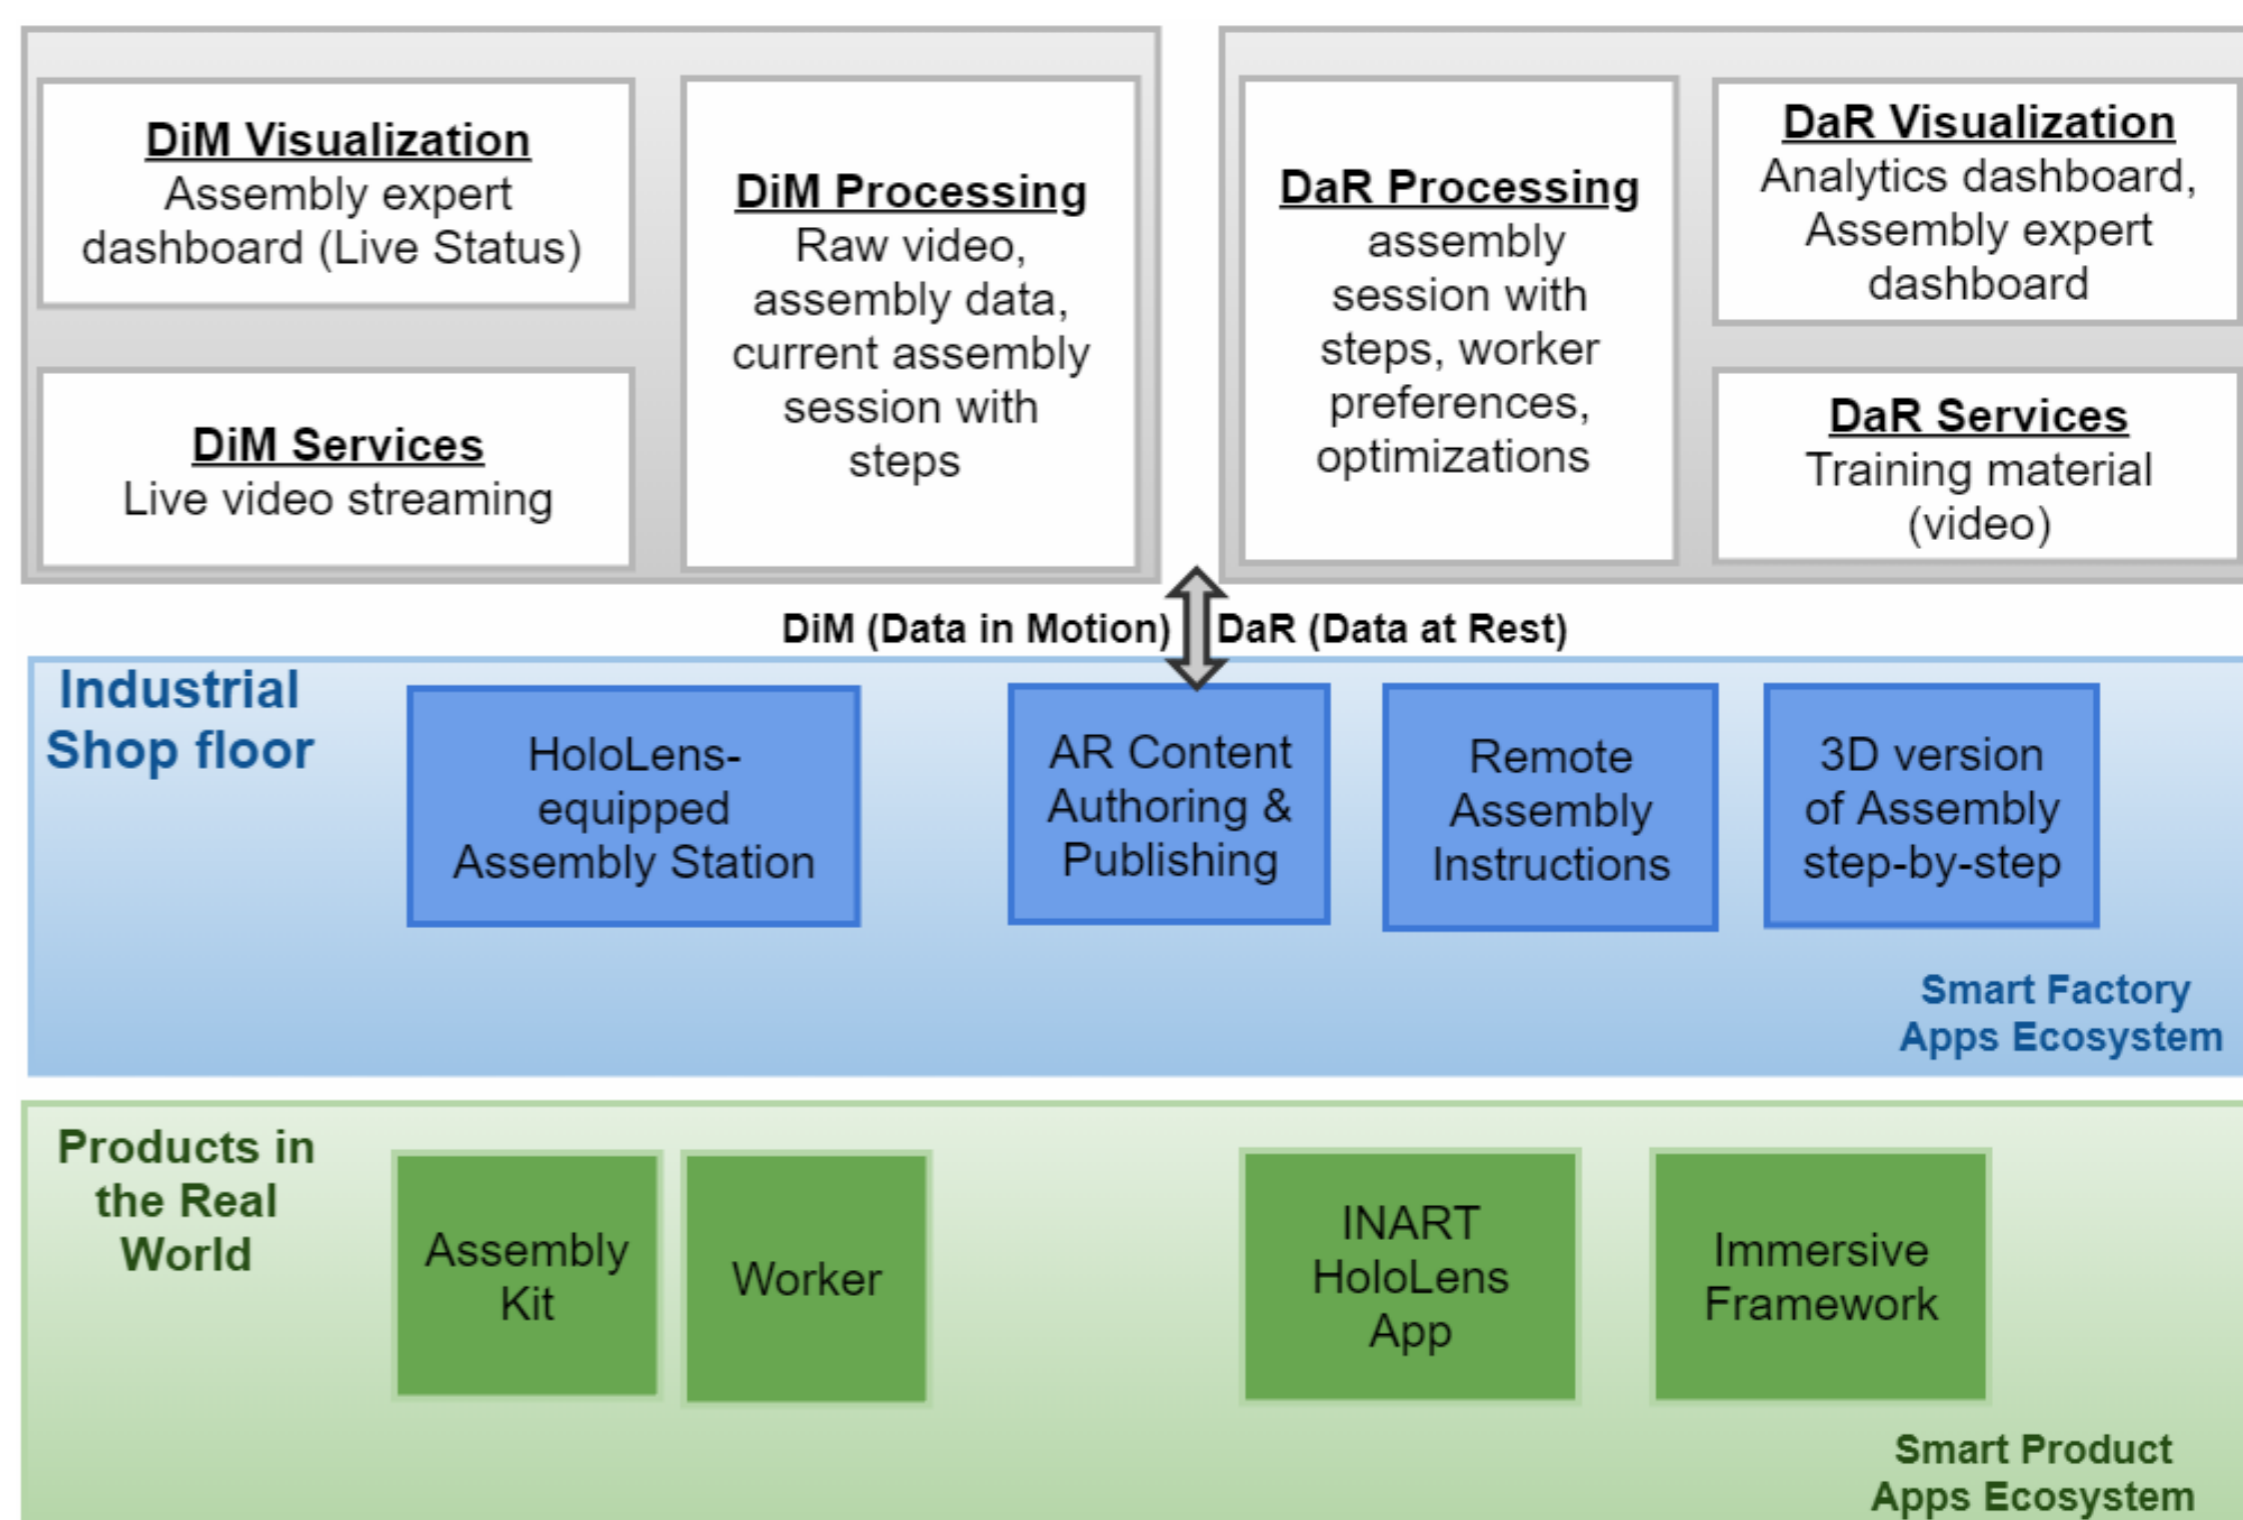 DiM Visualization
Assembly expert
dashboard (Live Status)
DiM Services
Live video streaming
DiM Processing
Raw video,
assembly data,
current assembly
session with
steps
DaR Processing
assembly
session with
steps, worker
preferences,
optimizations
DaR Visualization
Analytics dashboard,
Assembly expert
dashboard
DaR Services
Training material
(video)
DiM (Data in Motion)
DaR (Data at Rest)
Industrial
Shop floor
HoloLens-
equipped
Assembly Station
AR Content
Authoring &
Publishing
Remote
Assembly
Instructions
3D version
of Assembly
step-by-step
Smart Factory
Apps Ecosystem
Products in
the Real
World
Assembly
Kit
Worker
INART
HoloLens
App
Immersive
Framework
Smart Product
Apps Ecosystem